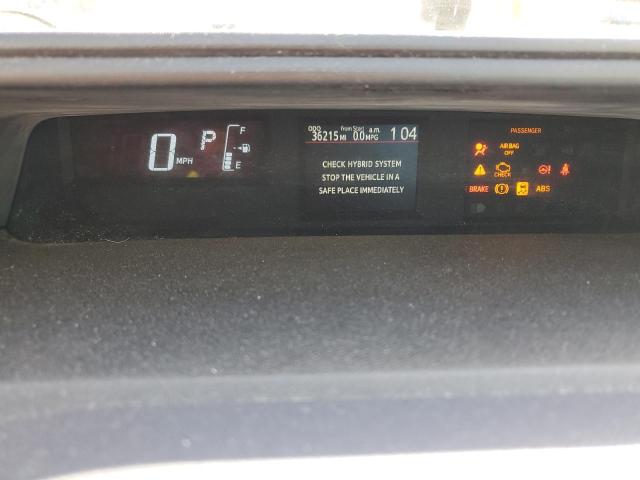 0 MPH
P
F
E
ODO 36215 MI
From Start 0.0 MPG
a.m. 1 04
CHECK HYBRID SYSTEM
STOP THE VEHICLE IN A
SAFE PLACE IMMEDIATELY
PASSENGER
AIR BAG
OFF
CHECK
BRAKE
ABS